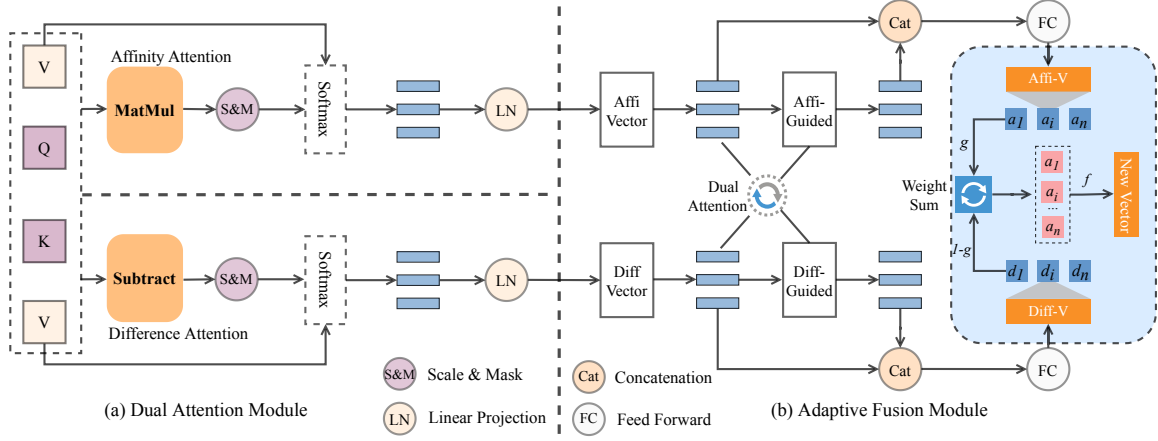 V
Q
K
V
Affinity Attention
MatMul
S&M
Softmax
LN
Subtract
S&M
Softmax
LN
Difference Attention
S&M
Scale & Mask
LN
Linear Projection
(a) Dual Attention Module
Affi
Vector
Affi-
Guided
Cat
FC
Dual
Attention
Diff
Vector
Diff-
Guided
Cat
FC
Affi-V
a1
ai
an
g
Weight
Sum
a1
ai
...
an
f
New Vector
1-g
d1
di
dn
Diff-V
Cat
Concatenation
FC
Feed Forward
(b) Adaptive Fusion Module